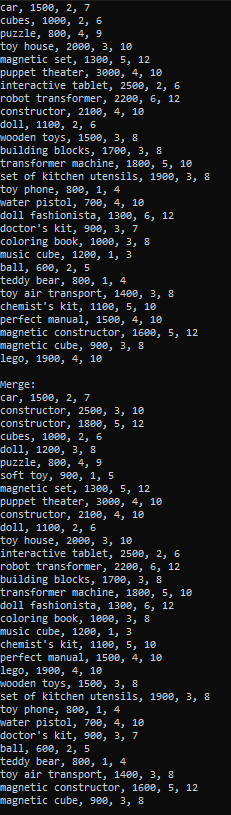 car, 1500, 2, 7
cubes, 1000, 2, 6
puzzle, 800, 4, 9
toy house, 2000, 3, 10
magnetic set, 1300, 5, 12
puppet theater, 3000, 4, 10
interactive tablet, 2500, 2, 6
robot transformer, 2200, 6, 12
constructor, 2100, 4, 10
doll, 1100, 2, 6
wooden toys, 1500, 3, 8
building blocks, 1700, 3, 8
transformer machine, 1800, 5, 10
set of kitchen utensils, 1900, 3, 8
toy phone, 800, 1, 4
water pistol, 700, 4, 10
doll fashionista, 1300, 6, 12
doctor's kit, 900, 3, 7
coloring book, 1000, 3, 8
music cube, 1200, 1, 3
ball, 600, 2, 5
teddy bear, 800, 1, 4
toy air transport, 1400, 3, 8
chemist's kit, 1100, 5, 10
perfect manual, 1500, 4, 10
magnetic constructor, 1600, 5, 12
magnetic cube, 900, 3, 8
lego, 1900, 4, 10
Merge:
car, 1500, 2, 7
constructor, 2500, 3, 10
constructor, 1800, 5, 12
cubes, 1000, 2, 6
doll, 1200, 3, 8
puzzle, 800, 4, 9
soft toy, 900, 1, 5
magnetic set, 1300, 5, 12
puppet theater, 3000, 4, 10
constructor, 2100, 4, 10
doll, 1100, 2, 6
toy house, 2000, 3, 10
interactive tablet, 2500, 2, 6
robot transformer, 2200, 6, 12
building blocks, 1700, 3, 8
transformer machine, 1800, 5, 10
doll fashionista, 1300, 6, 12
coloring book, 1000, 3, 8
music cube, 1200, 1, 3
chemist's kit, 1100, 5, 10
perfect manual, 1500, 4, 10
lego, 1900, 4, 10
wooden toys, 1500, 3, 8
set of kitchen utensils, 1900, 3, 8
toy phone, 800, 1, 4
water pistol, 700, 4, 10
doctor's kit, 900, 3, 7
ball, 600, 2, 5
teddy bear, 800, 1, 4
toy air transport, 1400, 3, 8
magnetic constructor, 1600, 5, 12
magnetic cube, 900, 3, 8